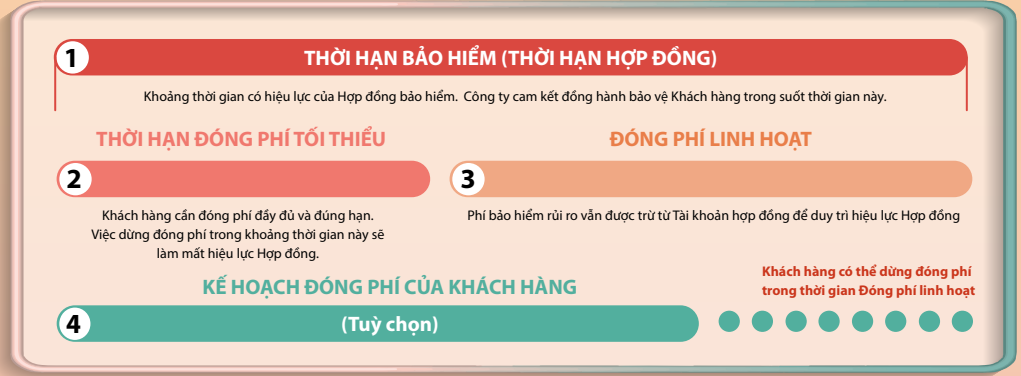 1
THỜI HẠN BẢO HIỂM (THỜI HẠN HỢP ĐỒNG)
Khoảng thời gian có hiệu lực của Hợp đồng bảo hiểm. Công ty cam kết đồng hành bảo vệ Khách hàng trong suốt thời gian này.
THỜI HẠN ĐÓNG PHÍ TỐI THIỂU
2
Khách hàng cần đóng phí đầy đủ và đúng hạn.
Việc dừng đóng phí trong khoảng thời gian này sẽ
làm mất hiệu lực Hợp đồng.
ĐÓNG PHÍ LINH HOẠT
3
Phí bảo hiểm rủi ro vẫn được trừ từ Tài khoản hợp đồng để duy trì hiệu lực Hợp đồng
KẾ HOẠCH ĐÓNG PHÍ CỦA KHÁCH HÀNG
4
(Tuỳ chọn)
Khách hàng có thể dừng đóng phí
trong thời gian Đóng phí linh hoạt